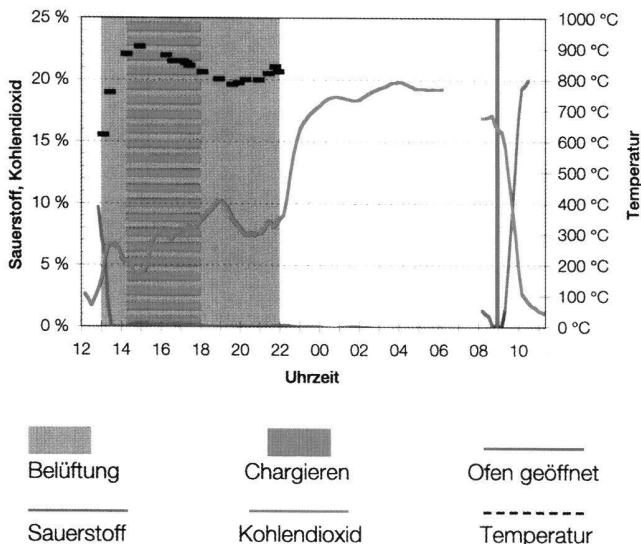 25 %
20 %
15 %
10 %
5 %
0 %
Sauerstoff, Kohlendioxid
1000 °C
900 °C
800 °C
700 °C
600 °C
500 °C
400 °C
300 °C
200 °C
100 °C
0 °C
Temperatur
12 14 16 18 20 22 00 02 04 06 08 10
Uhrzeit
Belüftung Chargieren Ofen geöffnet
Sauerstoff Kohlendioxid Temperatur